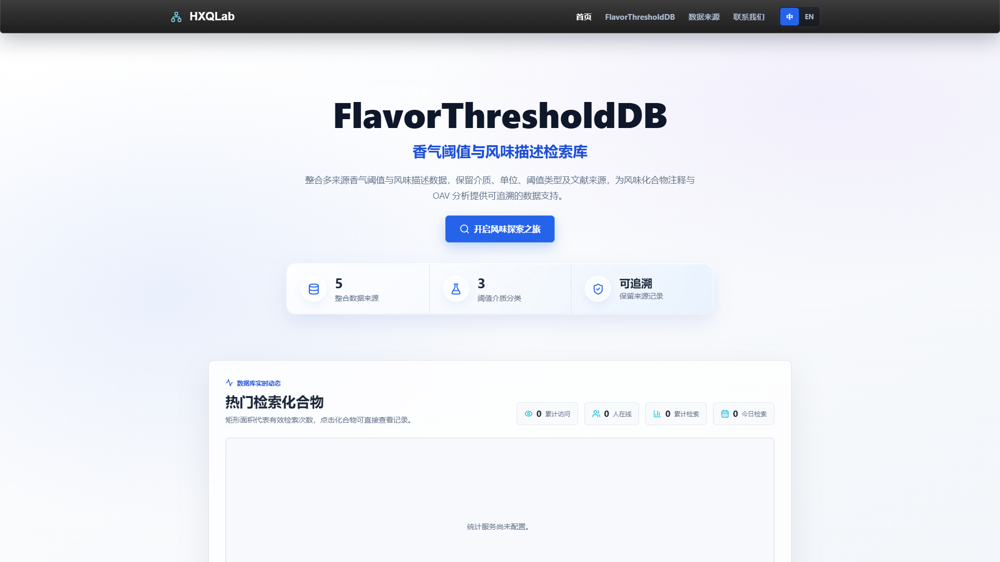 HXQLab
首页
FlavorThresholdDB
数据来源
联系我们
中
EN
FlavorThresholdDB
香气阈值与风味描述检索库
整合多来源香气阈值与风味描述数据，保留介质、单位、阈值类型及文献来源，为风味化合物注释与
OAV 分析提供可追溯的数据支持。
开启风味探索之旅
5
整合数据来源
3
阈值介质分类
可追溯
保留来源记录
数据库实时动态
热门检索化合物
矩形面积代表有效检索次数，点击化合物可直接查看记录。
0 累计访问
0 人在线
0 累计检索
0 今日检索
统计服务尚未配置。